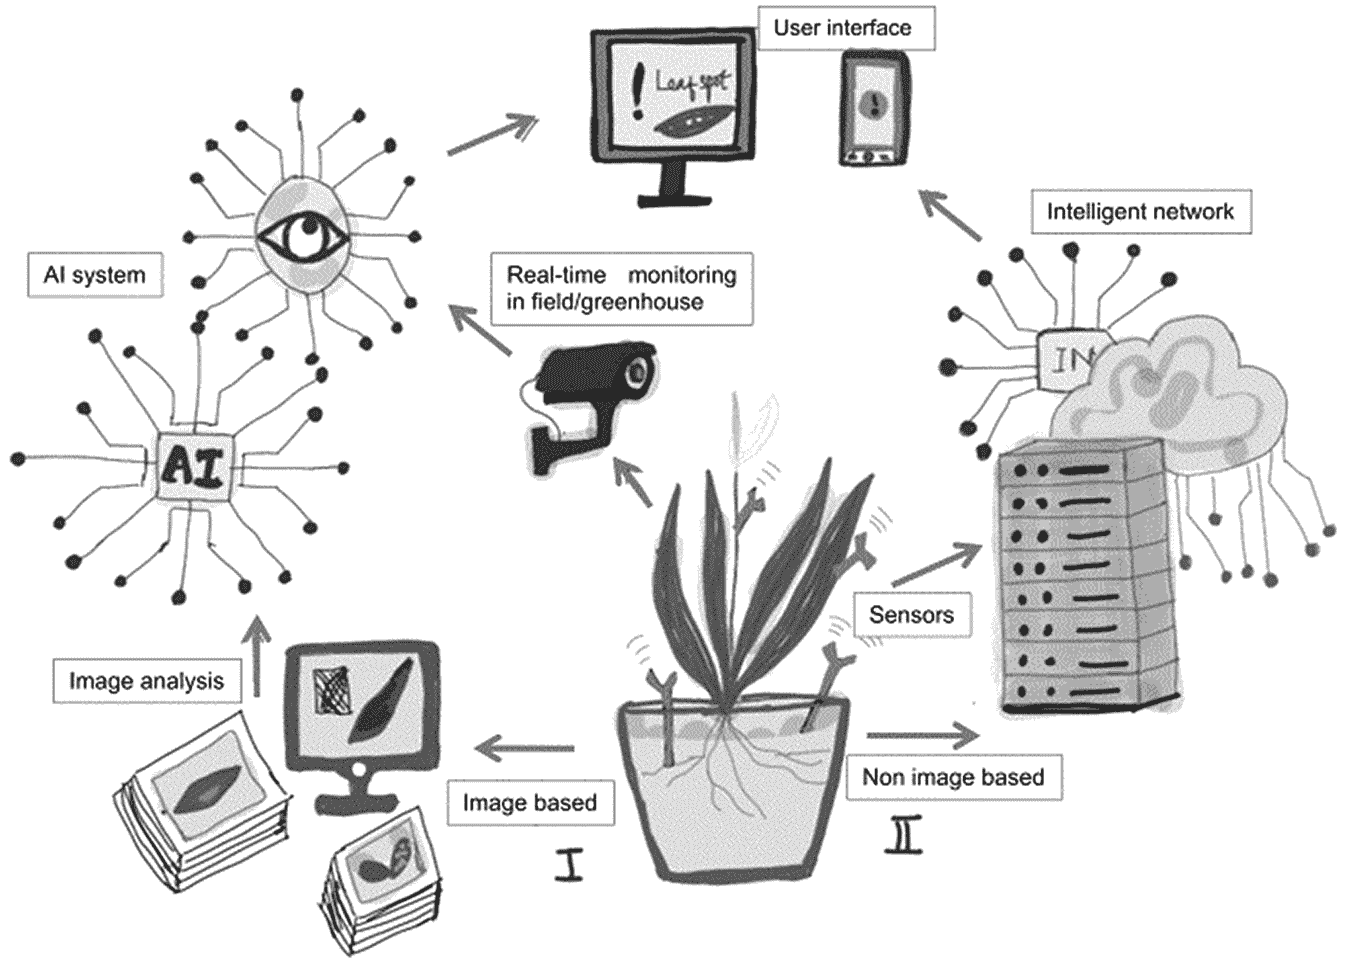 User interface
! Leaf spot
!
Intelligent network
AI system
Real-time monitoring
in field/greenhouse
IN
AI
Sensors
Image analysis
Non image based
Image based
I
II